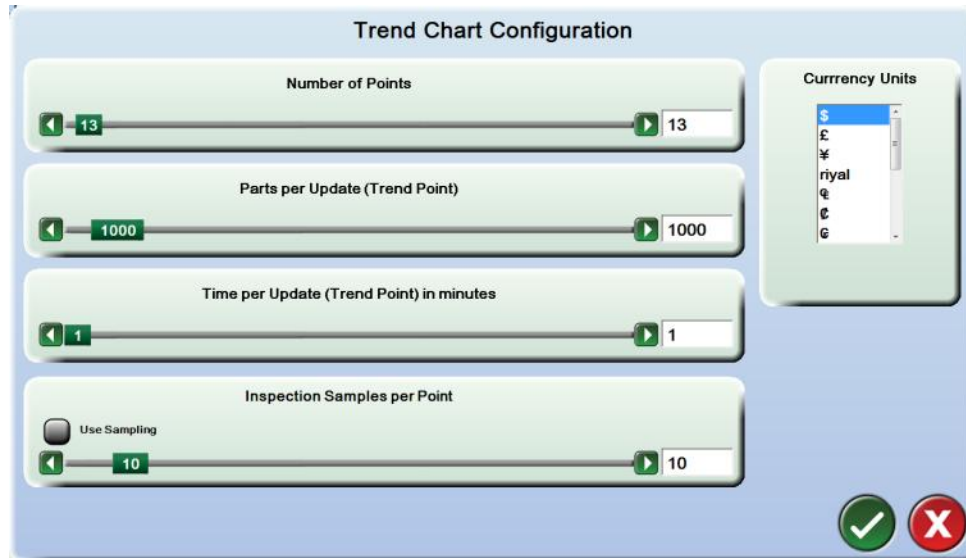 Trend Chart Configuration
Number of Points
13 13
Parts per Update (Trend Point)
1000 1000
Time per Update (Trend Point) in minutes
1 1
Inspection Samples per Point
Use Sampling
10 10
Currrency Units
$
£
¥
riyal
₠
₡
₢